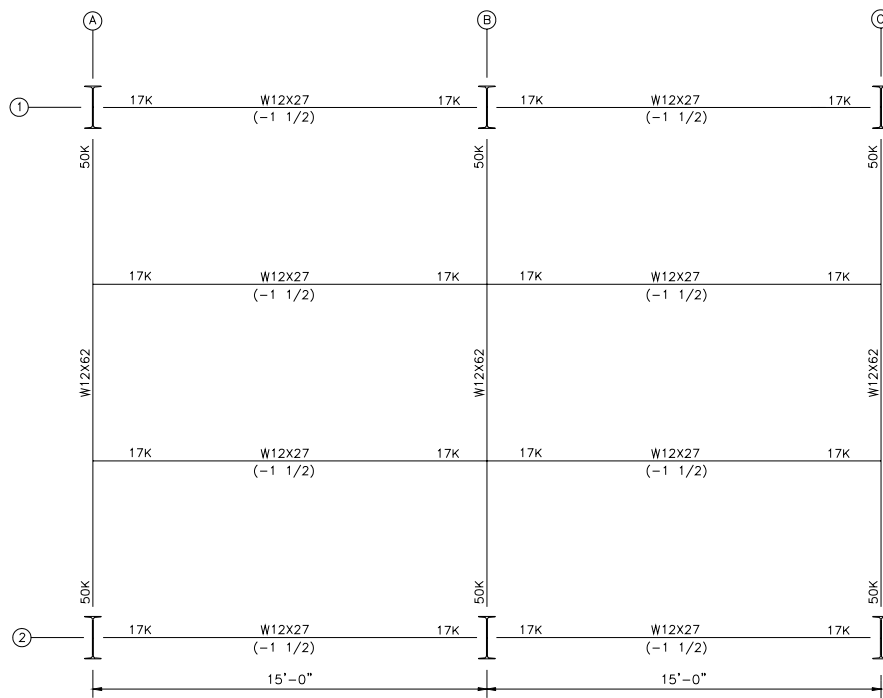 A B C
1 17K W12X27 17K 17K W12X27 17K
(-1 1/2) (-1 1/2)
50K 50K 50K
17K W12X27 17K 17K W12X27 17K
(-1 1/2) (-1 1/2)
W12X62 W12X62 W12X62
17K W12X27 17K 17K W12X27 17K
(-1 1/2) (-1 1/2)
50K 50K 50K
2 17K W12X27 17K 17K W12X27 17K
(-1 1/2) (-1 1/2)
15'-0" 15'-0"